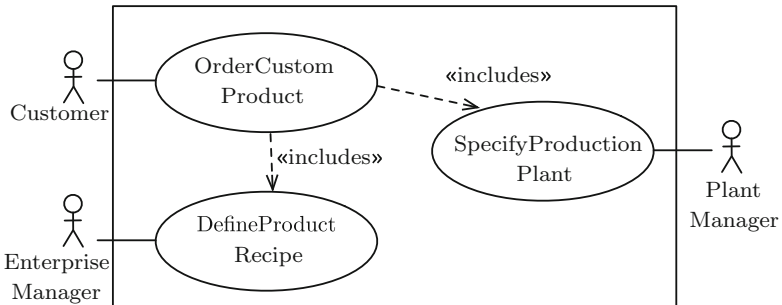 OrderCustom
Product
«includes»
Customer
SpecifyProduction
Plant
«includes»
Plant
Manager
DefineProduct
Recipe
Enterprise
Manager